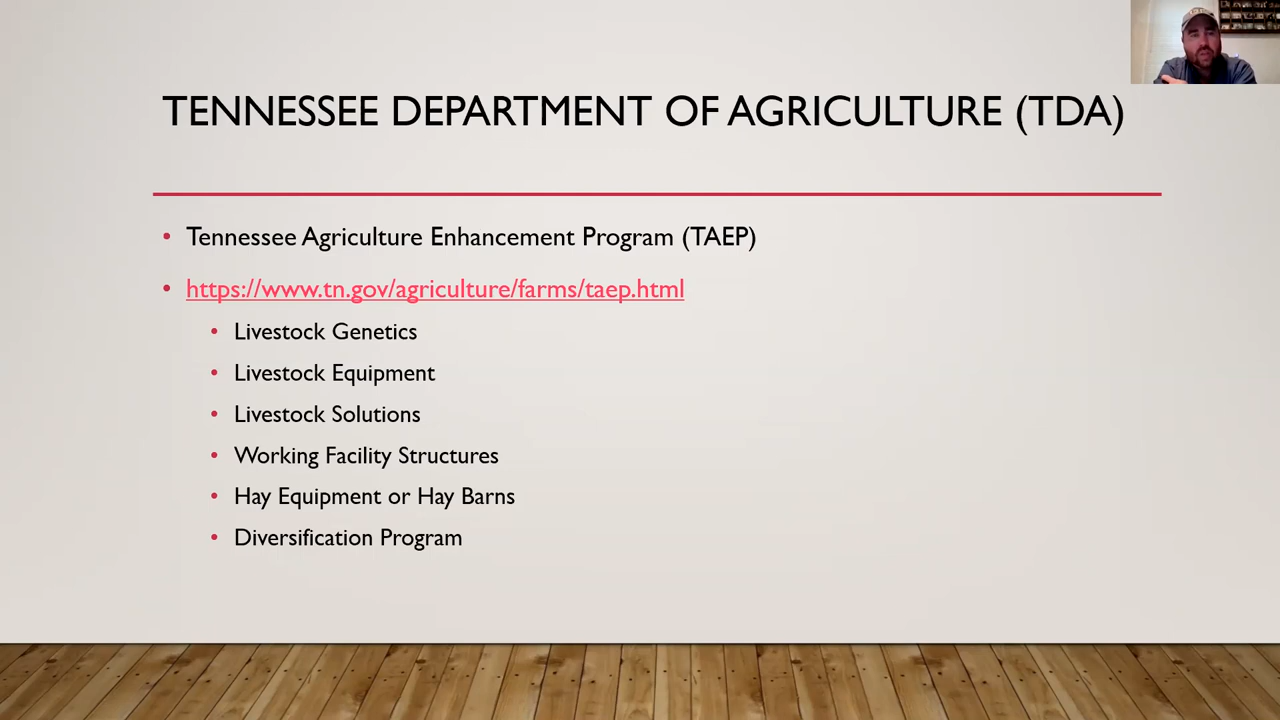 TENNESSEE DEPARTMENT OF AGRICULTURE (TDA)
• Tennessee Agriculture Enhancement Program (TAEP)
• https://www.tn.gov/agriculture/farms/taep.html
• Livestock Genetics
• Livestock Equipment
• Livestock Solutions
• Working Facility Structures
• Hay Equipment or Hay Barns
• Diversification Program